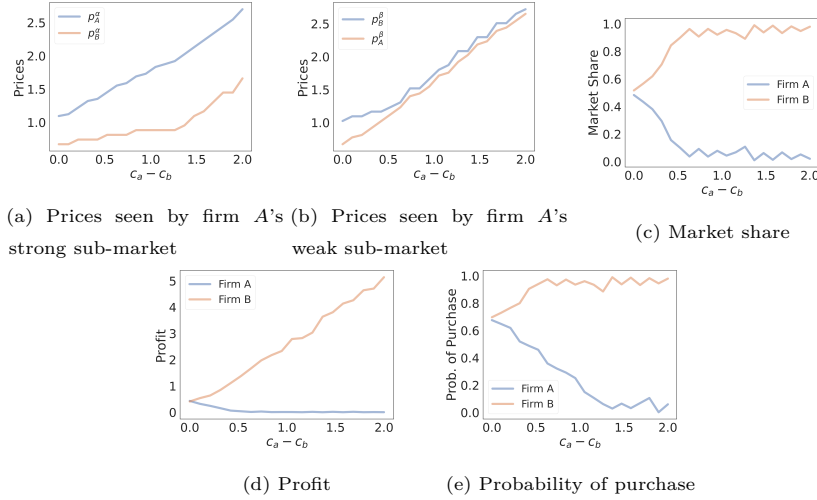 2.5
2.0
1.5
1.0
Prices
p_A^α
p_B^α
0.0 0.5 1.0 1.5 2.0
c_a − c_b
2.5
2.0
1.5
1.0
Prices
p_B^β
p_A^β
0.0 0.5 1.0 1.5 2.0
c_a − c_b
1.0
0.8
0.6
0.4
0.2
0.0
Market Share
Firm A
Firm B
0.0 0.5 1.0 1.5 2.0
c_a − c_b
(a) Prices seen by firm A's
strong sub-market
(b) Prices seen by firm A's
weak sub-market
(c) Market share
5
4
3
2
1
0
Profit
Firm A
Firm B
0.0 0.5 1.0 1.5 2.0
c_a − c_b
1.0
0.8
0.6
0.4
0.2
0.0
Prob. of Purchase
Firm A
Firm B
0.0 0.5 1.0 1.5 2.0
c_a − c_b
(d) Profit
(e) Probability of purchase